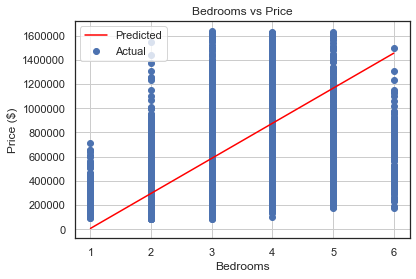 Bedrooms vs Price
Predicted
Actual
Price ($)
1600000
1400000
1200000
1000000
800000
600000
400000
200000
0
1 2 3 4 5 6
Bedrooms